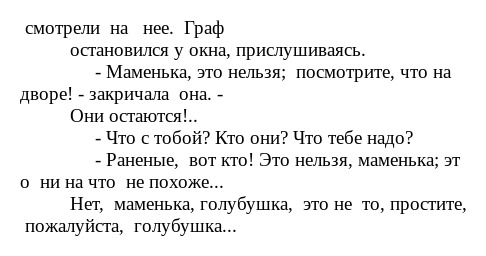 смотрели на нее. Граф
остановился у окна, прислушиваясь.
- Маменька, это нельзя; посмотрите, что на
дворе! - закричала она. -
Они остаются!..
- Что с тобой? Кто они? Что тебе надо?
- Раненые, вот кто! Это нельзя, маменька; эт
о ни на что не похоже...
Нет, маменька, голубушка, это не то, простите,
пожалуйста, голубушка...